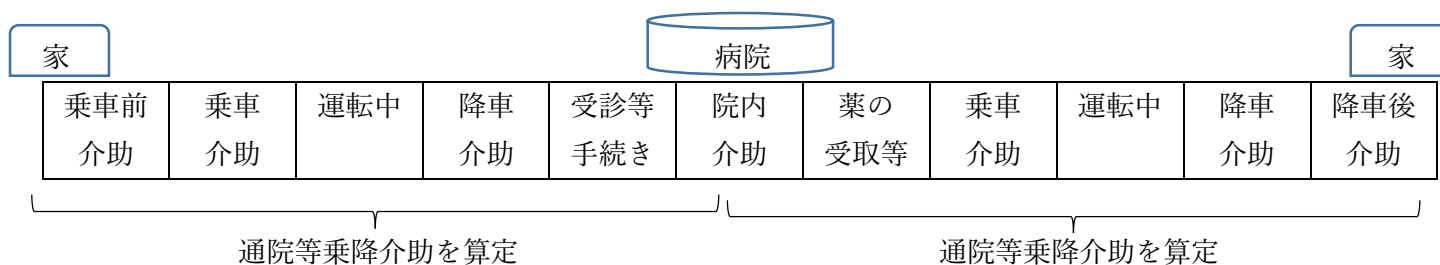 家 病院 家
乗車前 乗車 運転中 降車 受診等 院内 薬の 乗車 運転中 降車 降車後
介助 介助 介助 手続き 介助 受取等 介助 介助 介助
通院等乗降介助を算定 通院等乗降介助を算定